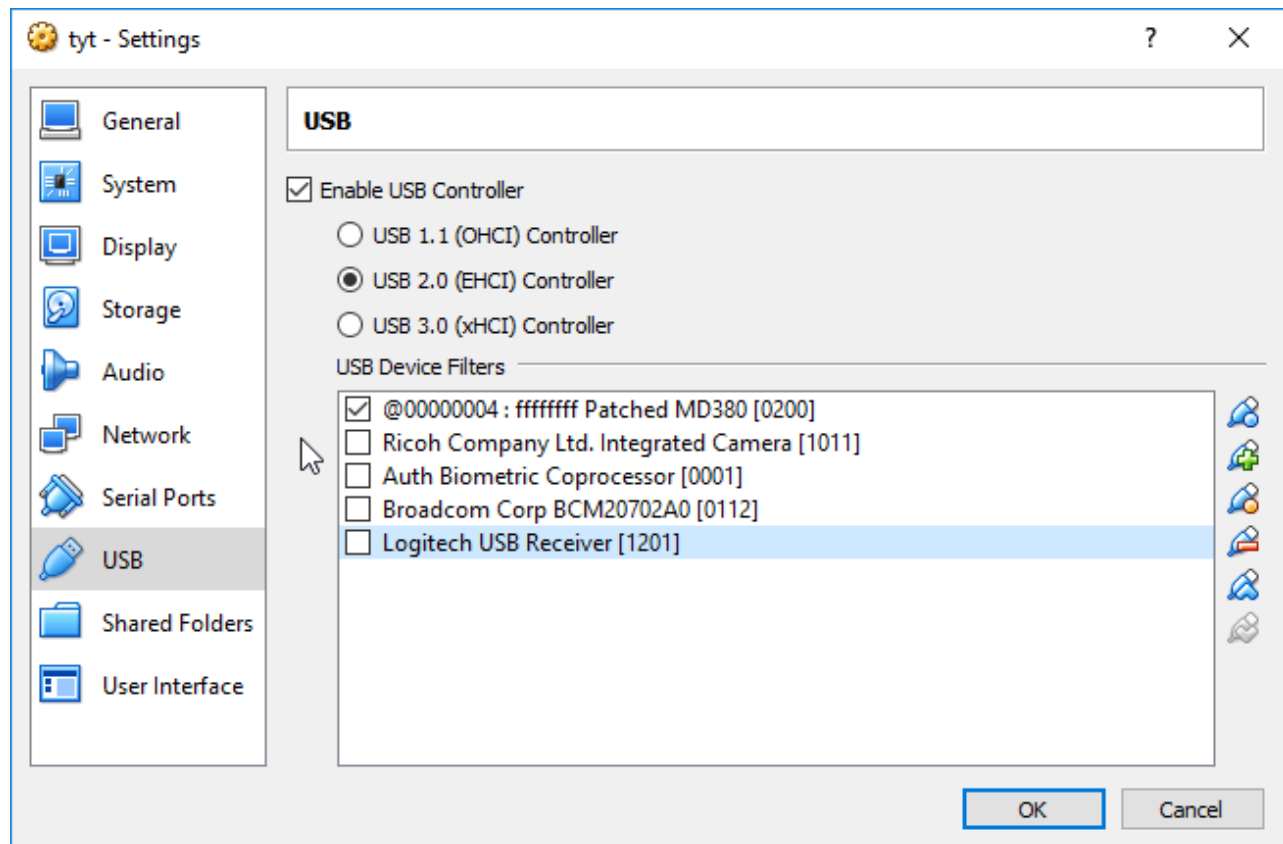 tyt - Settings
?
General
System
Display
Storage
Audio
Network
Serial Ports
USB
Shared Folders
User Interface
USB
Enable USB Controller
USB 1.1 (OHCI) Controller
USB 2.0 (EHCI) Controller
USB 3.0 (xHCI) Controller
USB Device Filters
@00000004 : ffffffff Patched MD380 [0200]
Ricoh Company Ltd. Integrated Camera [1011]
Auth Biometric Coprocessor [0001]
Broadcom Corp BCM20702A0 [0112]
Logitech USB Receiver [1201]
OK
Cancel